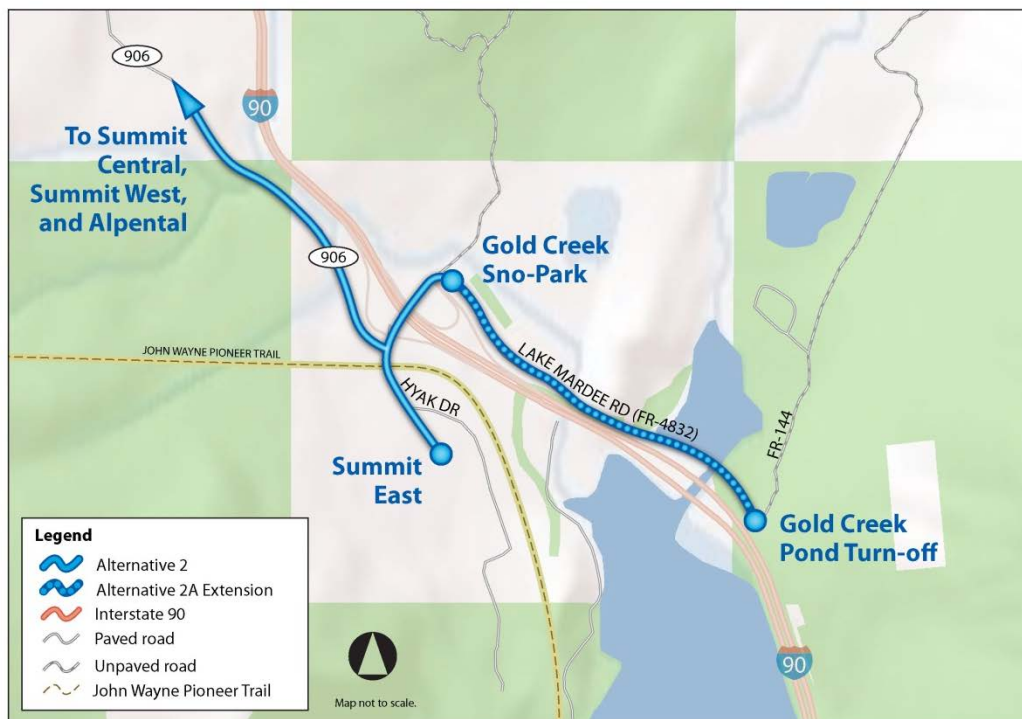 906
90
To Summit
Central,
Summit West,
and Alpental
906
Gold Creek
Sno-Park
JOHN WAYNE PIONEER TRAIL
LAKE MARDEE RD (FR-4832)
HYAK DR
FR-144
Summit
East
Gold Creek
Pond Turn-off
90
Legend
Alternative 2
Alternative 2A Extension
Interstate 90
Paved road
Unpaved road
John Wayne Pioneer Trail
Map not to scale.